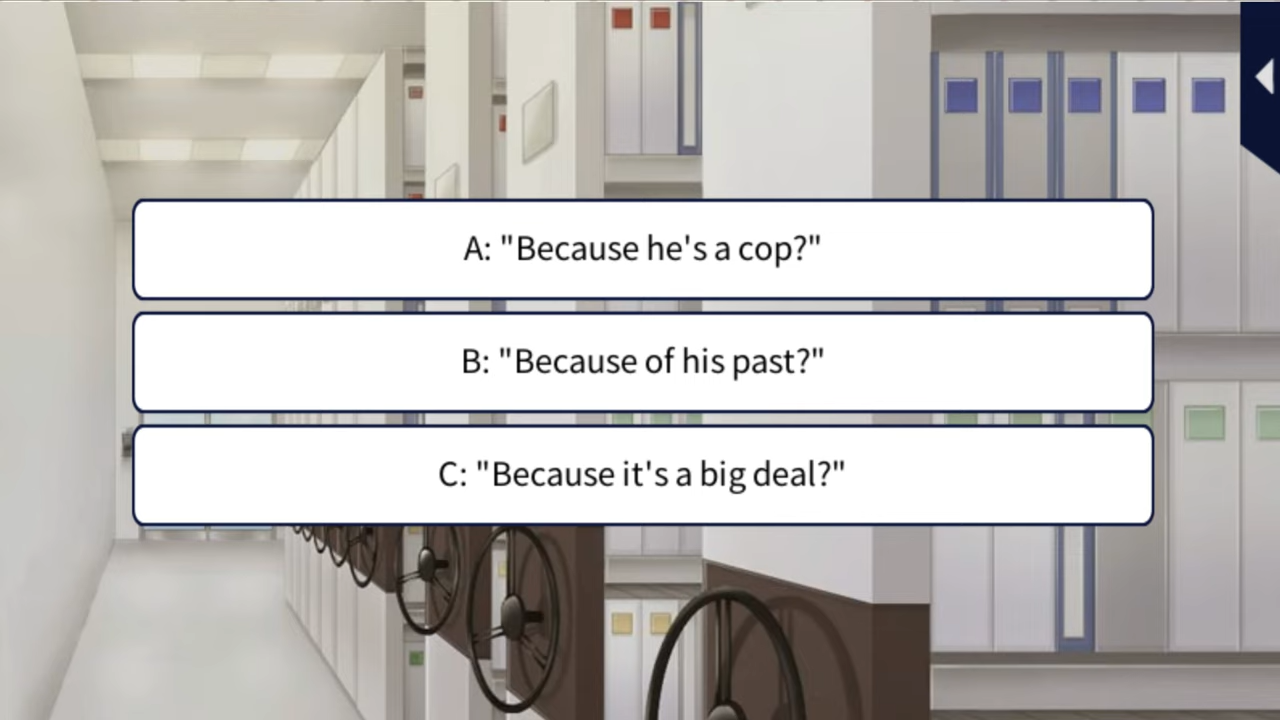 A: "Because he's a cop?"
B: "Because of his past?"
C: "Because it's a big deal?"